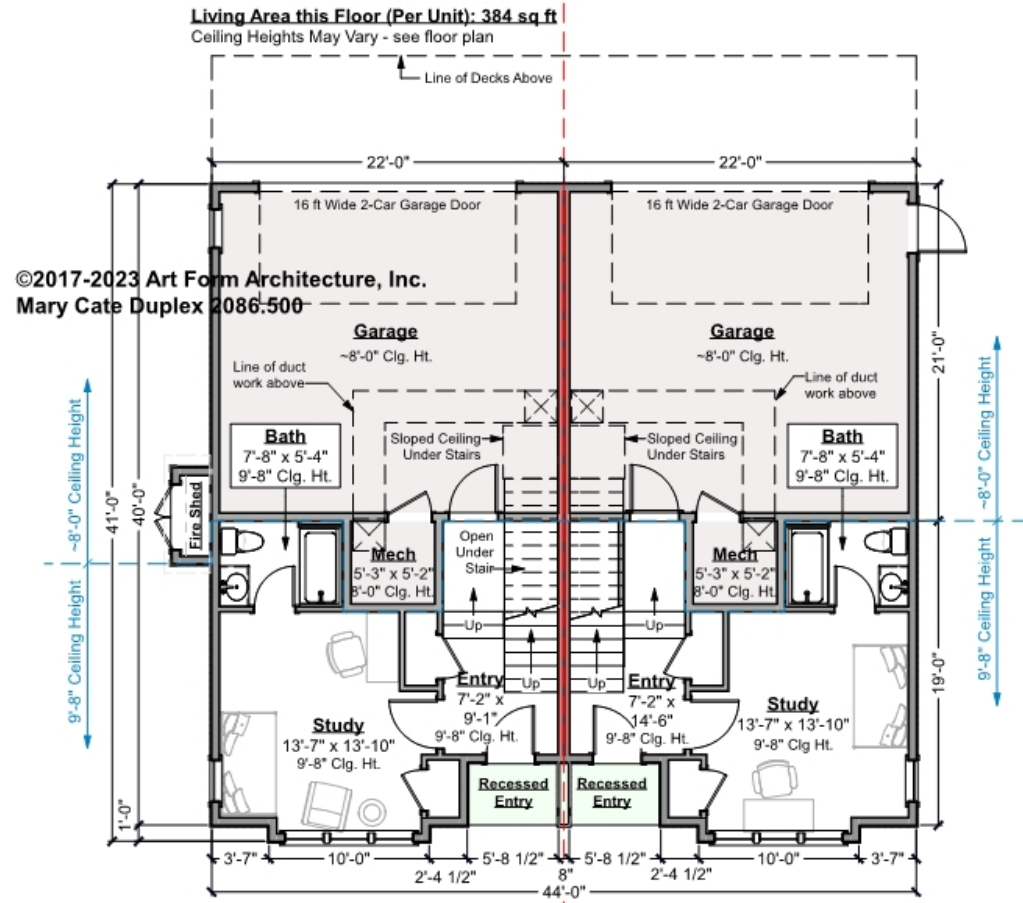 Living Area this Floor (Per Unit): 384 sq ft
Ceiling Heights May Vary - see floor plan
Line of Decks Above
22'-0"
22'-0"
16 ft Wide 2-Car Garage Door
16 ft Wide 2-Car Garage Door
©2017-2023 Art Form Architecture, Inc.
Mary Cate Duplex 2086.500
Garage
~8'-0" Clg. Ht.
Garage
~8'-0" Clg. Ht.
Line of duct
work above
Line of duct
work above
21'-0"
~8'-0" Ceiling Height
~8'-0" Ceiling Height
Bath
7'-8" x 5'-4"
9'-8" Clg. Ht.
Sloped Ceiling
Under Stairs
Sloped Ceiling
Under Stairs
Bath
7'-8" x 5'-4"
9'-8" Clg. Ht.
41'-0"
40'-0"
Fire Shed
Open
Under
Stair
Mech
5'-3" x 5'-2"
8'-0" Clg. Ht.
Mech
5'-3" x 5'-2"
8'-0" Clg. Ht.
9'-8" Ceiling Height
9'-8" Ceiling Height
Up
Up
Up
Up
Entry
7'-2" x
9'-1"
9'-8" Clg. Ht.
Entry
7'-2" x
14'-6"
9'-8" Clg. Ht.
19'-0"
Study
13'-7" x 13'-10"
9'-8" Clg. Ht.
Study
13'-7" x 13'-10"
9'-8" Clg Ht.
Recessed
Entry
Recessed
Entry
1'-0"
3'-7"
10'-0"
5'-8 1/2"
5'-8 1/2"
10'-0"
3'-7"
2'-4 1/2"
8"
2'-4 1/2"
44'-0"